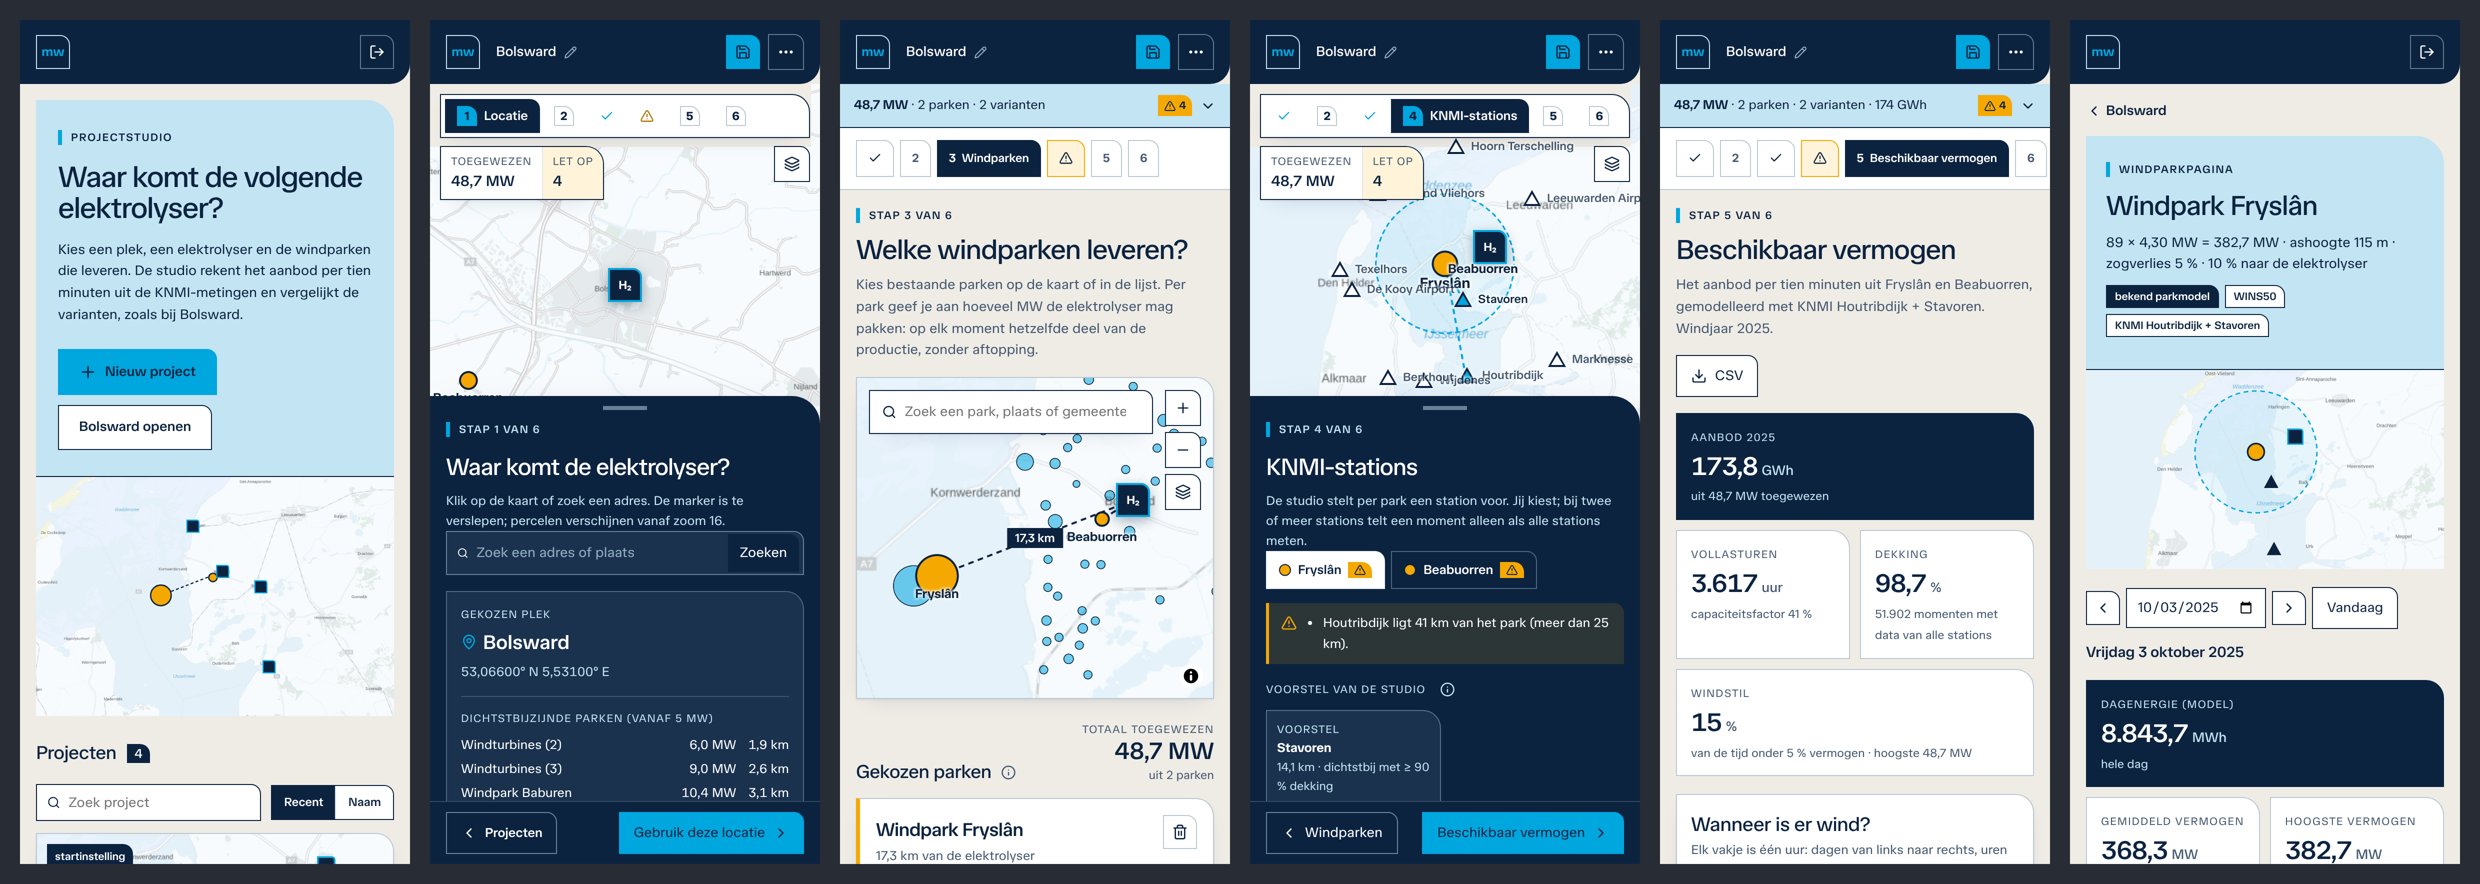 mw
PROJECTSTUDIO
Waar komt de volgende
elektrolyser?
Kies een plek, een elektrolyser en de windparken
die leveren. De studio rekent het aanbod per tien
minuten uit de KNMI-metingen en vergelijkt de
varianten, zoals bij Bolsward.
Nieuw project
Bolsward openen
Projecten 4
Zoek project
Recent Naam
startinstelling
mw Bolsward
1 Locatie 2 5 6
TOEGEWEZEN LET OP
48,7 MW 4
Hartwerd
H₂
Nijland
STAP 1 VAN 6
Waar komt de elektrolyser?
Klik op de kaart of zoek een adres. De marker is te
verslepen; percelen verschijnen vanaf zoom 16.
Zoek een adres of plaats Zoeken
GEKOZEN PLEK
Bolsward
53,06600° N 5,53100° E
DICHTSTBIJZIJNDE PARKEN (VANAF 5 MW)
Windturbines (2) 6,0 MW 1,9 km
Windturbines (3) 9,0 MW 2,6 km
Windpark Baburen 10,4 MW 3,1 km
Projecten Gebruik deze locatie
mw Bolsward
48,7 MW · 2 parken · 2 varianten 4
2 3 Windparken 5 6
STAP 3 VAN 6
Welke windparken leveren?
Kies bestaande parken op de kaart of in de lijst. Per
park geef je aan hoeveel MW de elektrolyser mag
pakken: op elk moment hetzelfde deel van de
productie, zonder aftopping.
Zoek een park, plaats of gemeente
Kornwerderzand
H₂
17,3 km Beabuorren
A7
Fryslân
TOTAAL TOEGEWEZEN
48,7 MW
Gekozen parken uit 2 parken
Windpark Fryslân
17,3 km van de elektrolyser
mw Bolsward
2 4 KNMI-stations 5 6
TOEGEWEZEN LET OP
48,7 MW 4
Hoorn Terschelling
Leeuwarden
H₂
Texelhors Beabuorren
Den Helder Fryslân
De Kooy Airport
Stavoren
IJsselmeer
Marknesse
Alkmaar Berkhout Wijdenes Houtribdijk
STAP 4 VAN 6
KNMI-stations
De studio stelt per park een station voor. Jij kiest; bij twee
of meer stations telt een moment alleen als alle stations
meten.
Fryslân Beabuorren
• Houtribdijk ligt 41 km van het park (meer dan 25
km).
VOORSTEL VAN DE STUDIO
VOORSTEL
Stavoren
14,1 km · dichtstbij met ≥ 90
% dekking
Windparken Beschikbaar vermogen
mw Bolsward
48,7 MW · 2 parken · 2 varianten · 174 GWh 4
2 5 Beschikbaar vermogen 6
STAP 5 VAN 6
Beschikbaar vermogen
Het aanbod per tien minuten uit Fryslân en Beabuorren,
gemodelleerd met KNMI Houtribdijk + Stavoren.
Windjaar 2025.
CSV
AANBOD 2025
173,8 GWh
uit 48,7 MW toegewezen
VOLLASTUREN
3.617 uur
capaciteitsfactor 41 %
DEKKING
98,7 %
51.902 momenten met
data van alle stations
WINDSTIL
15 %
van de tijd onder 5 % vermogen · hoogste 48,7 MW
Wanneer is er wind?
Elk vakje is één uur: dagen van links naar rechts, uren
mw
Bolsward
WINDPARKPAGINA
Windpark Fryslân
89 × 4,30 MW = 382,7 MW · ashoogte 115 m ·
zogverlies 5 % · 10 % naar de elektrolyser
bekend parkmodel WINS50
KNMI Houtribdijk + Stavoren
10/03/2025 Vandaag
Vrijdag 3 oktober 2025
DAGENERGIE (MODEL)
8.843,7 MWh
hele dag
GEMIDDELD VERMOGEN
368,3 MW
HOOGSTE VERMOGEN
382,7 MW